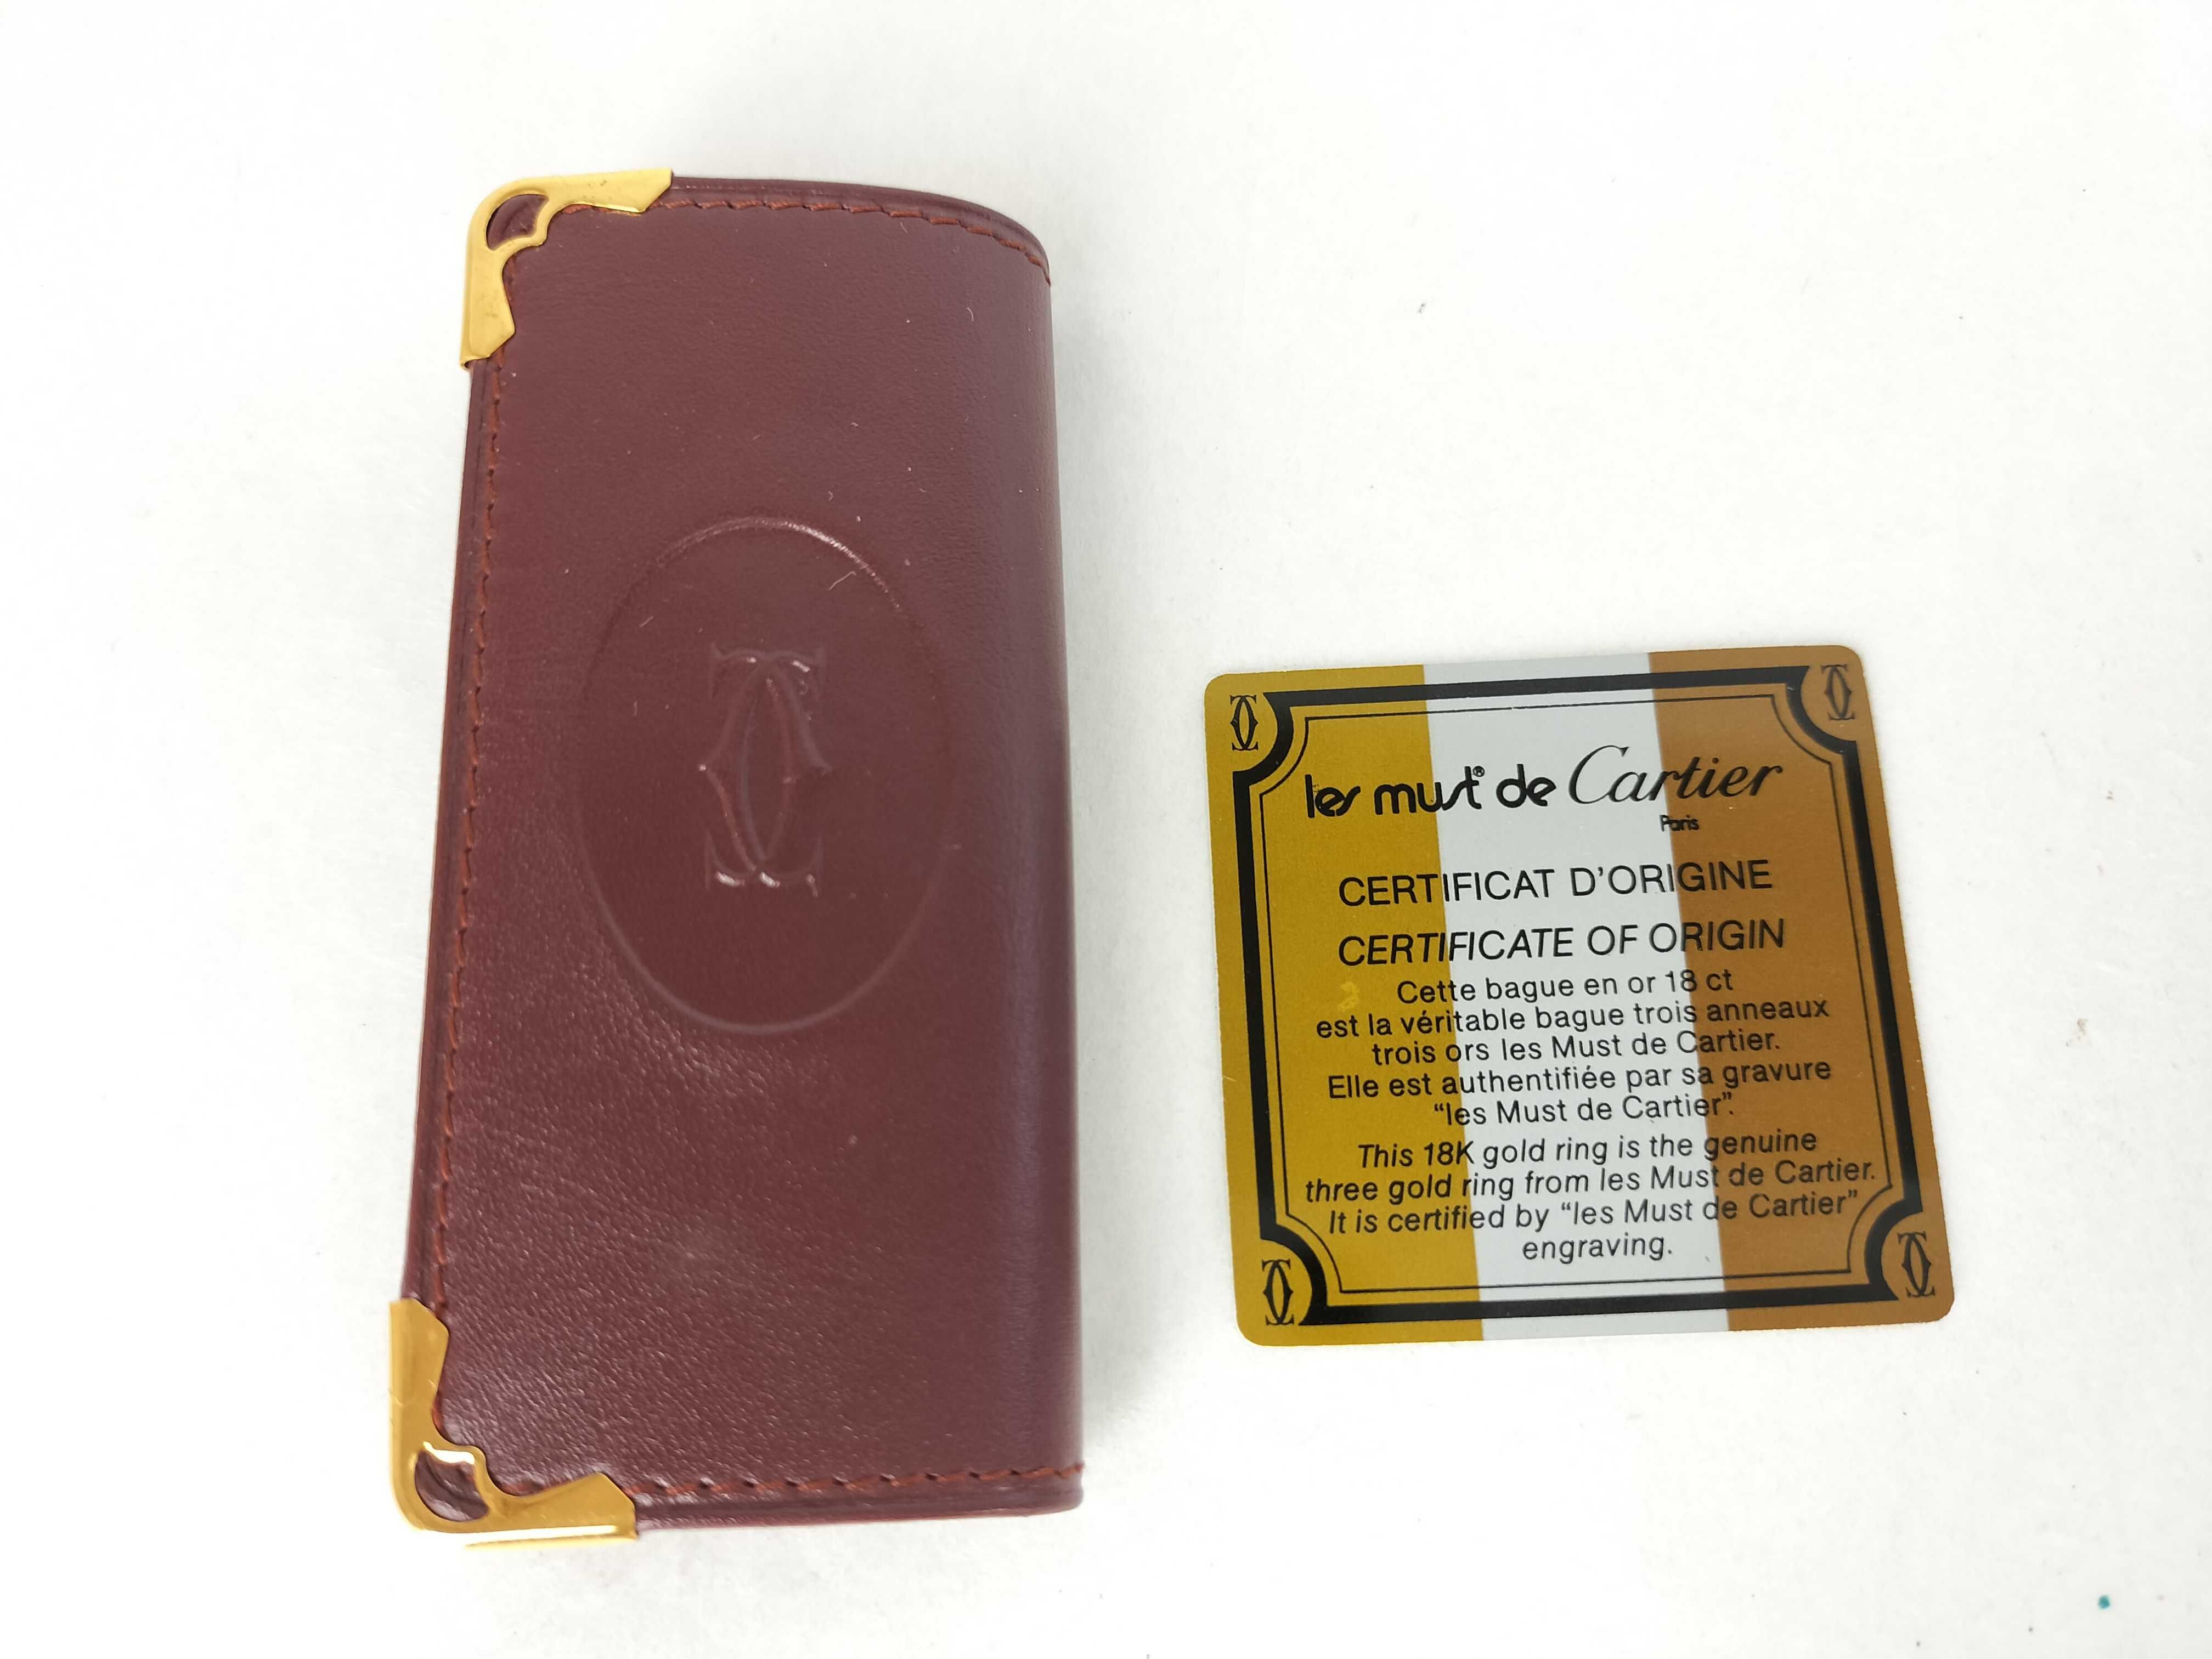 les must® de Cartier
Paris
CERTIFICAT D'ORIGINE
CERTIFICATE OF ORIGIN
Cette bague en or 18 ct
est la véritable bague trois anneaux
trois ors les Must de Cartier.
Elle est authentifiée par sa gravure
“les Must de Cartier”.
This 18K gold ring is the genuine
three gold ring from les Must de Cartier.
It is certified by “les Must de Cartier”
engraving.